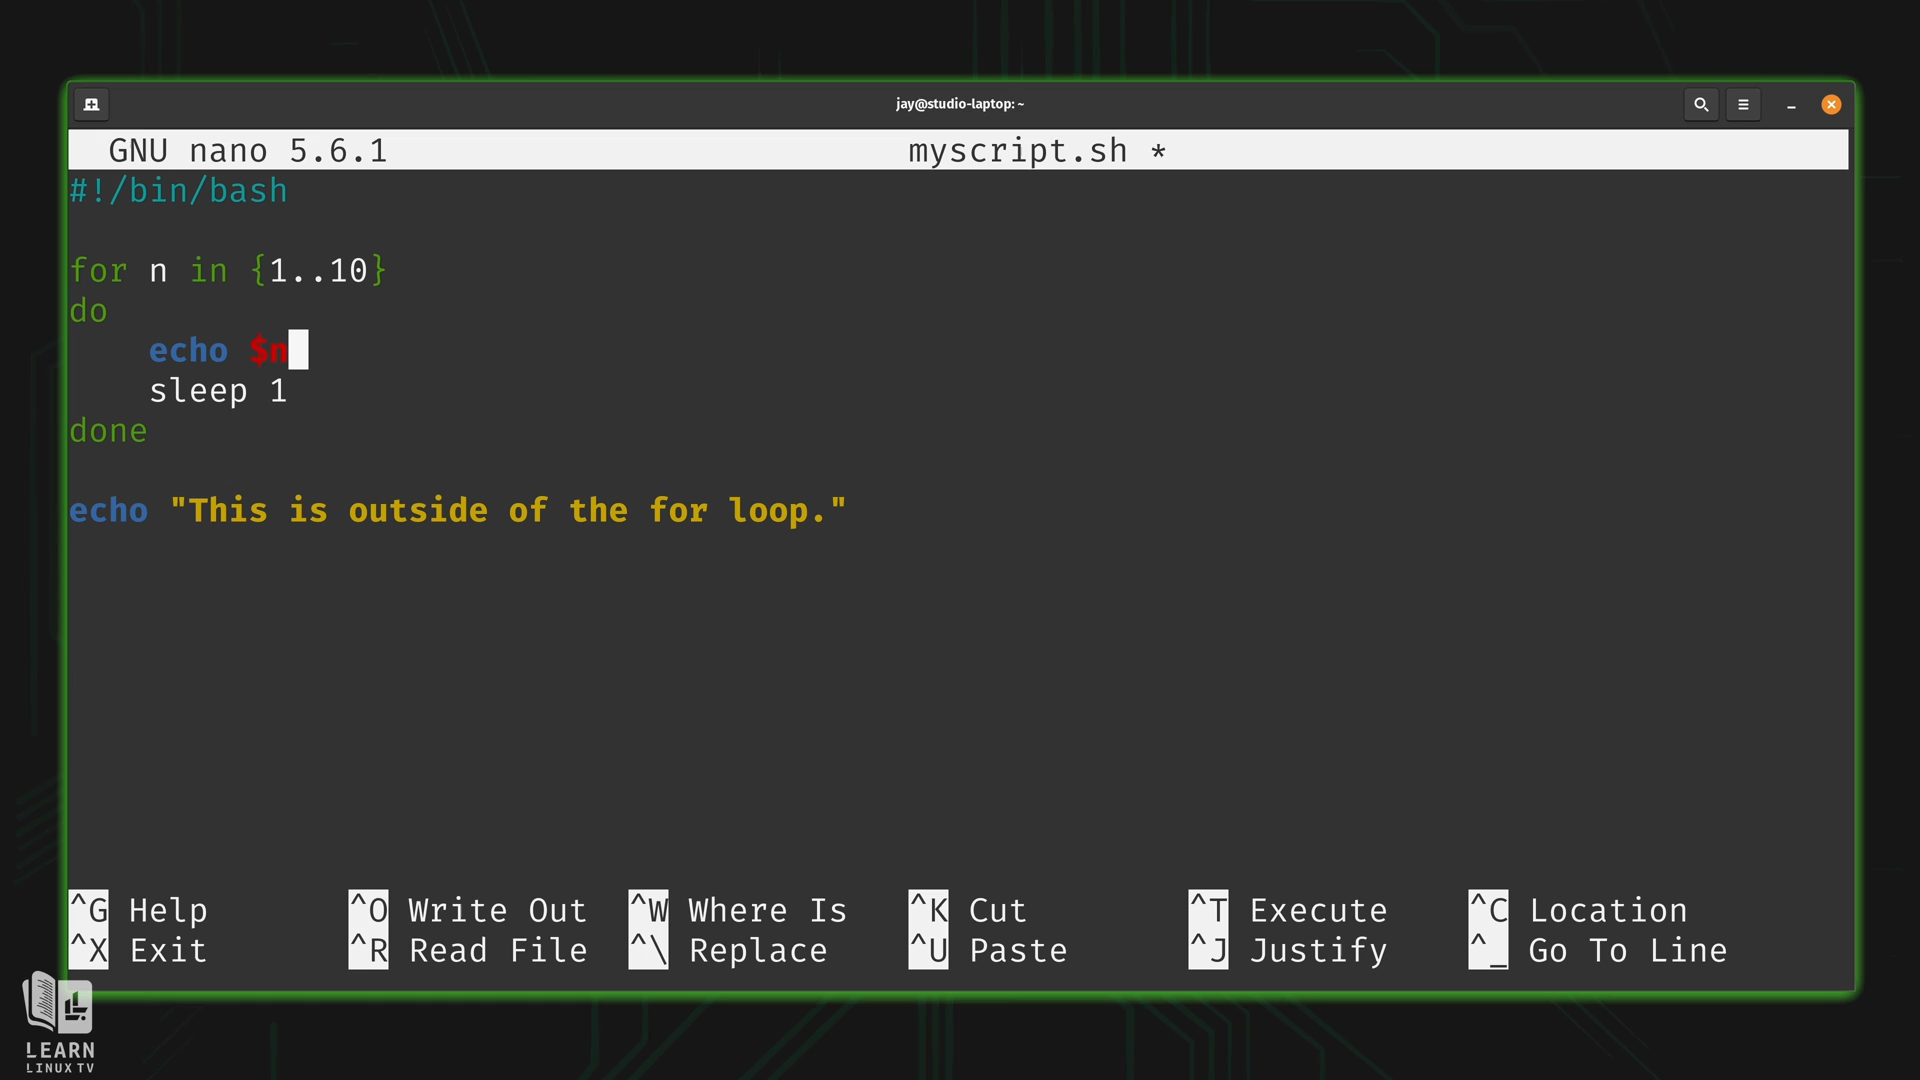 jay@studio-laptop: ~
GNU nano 5.6.1 myscript.sh *
#!/bin/bash
for n in {1..10}
do
    echo $n
    sleep 1
done
echo "This is outside of the for loop."
^G Help ^O Write Out ^W Where Is ^K Cut ^T Execute ^C Location
^X Exit ^R Read File ^\ Replace ^U Paste ^J Justify ^_ Go To Line
LEARN
LINUX TV